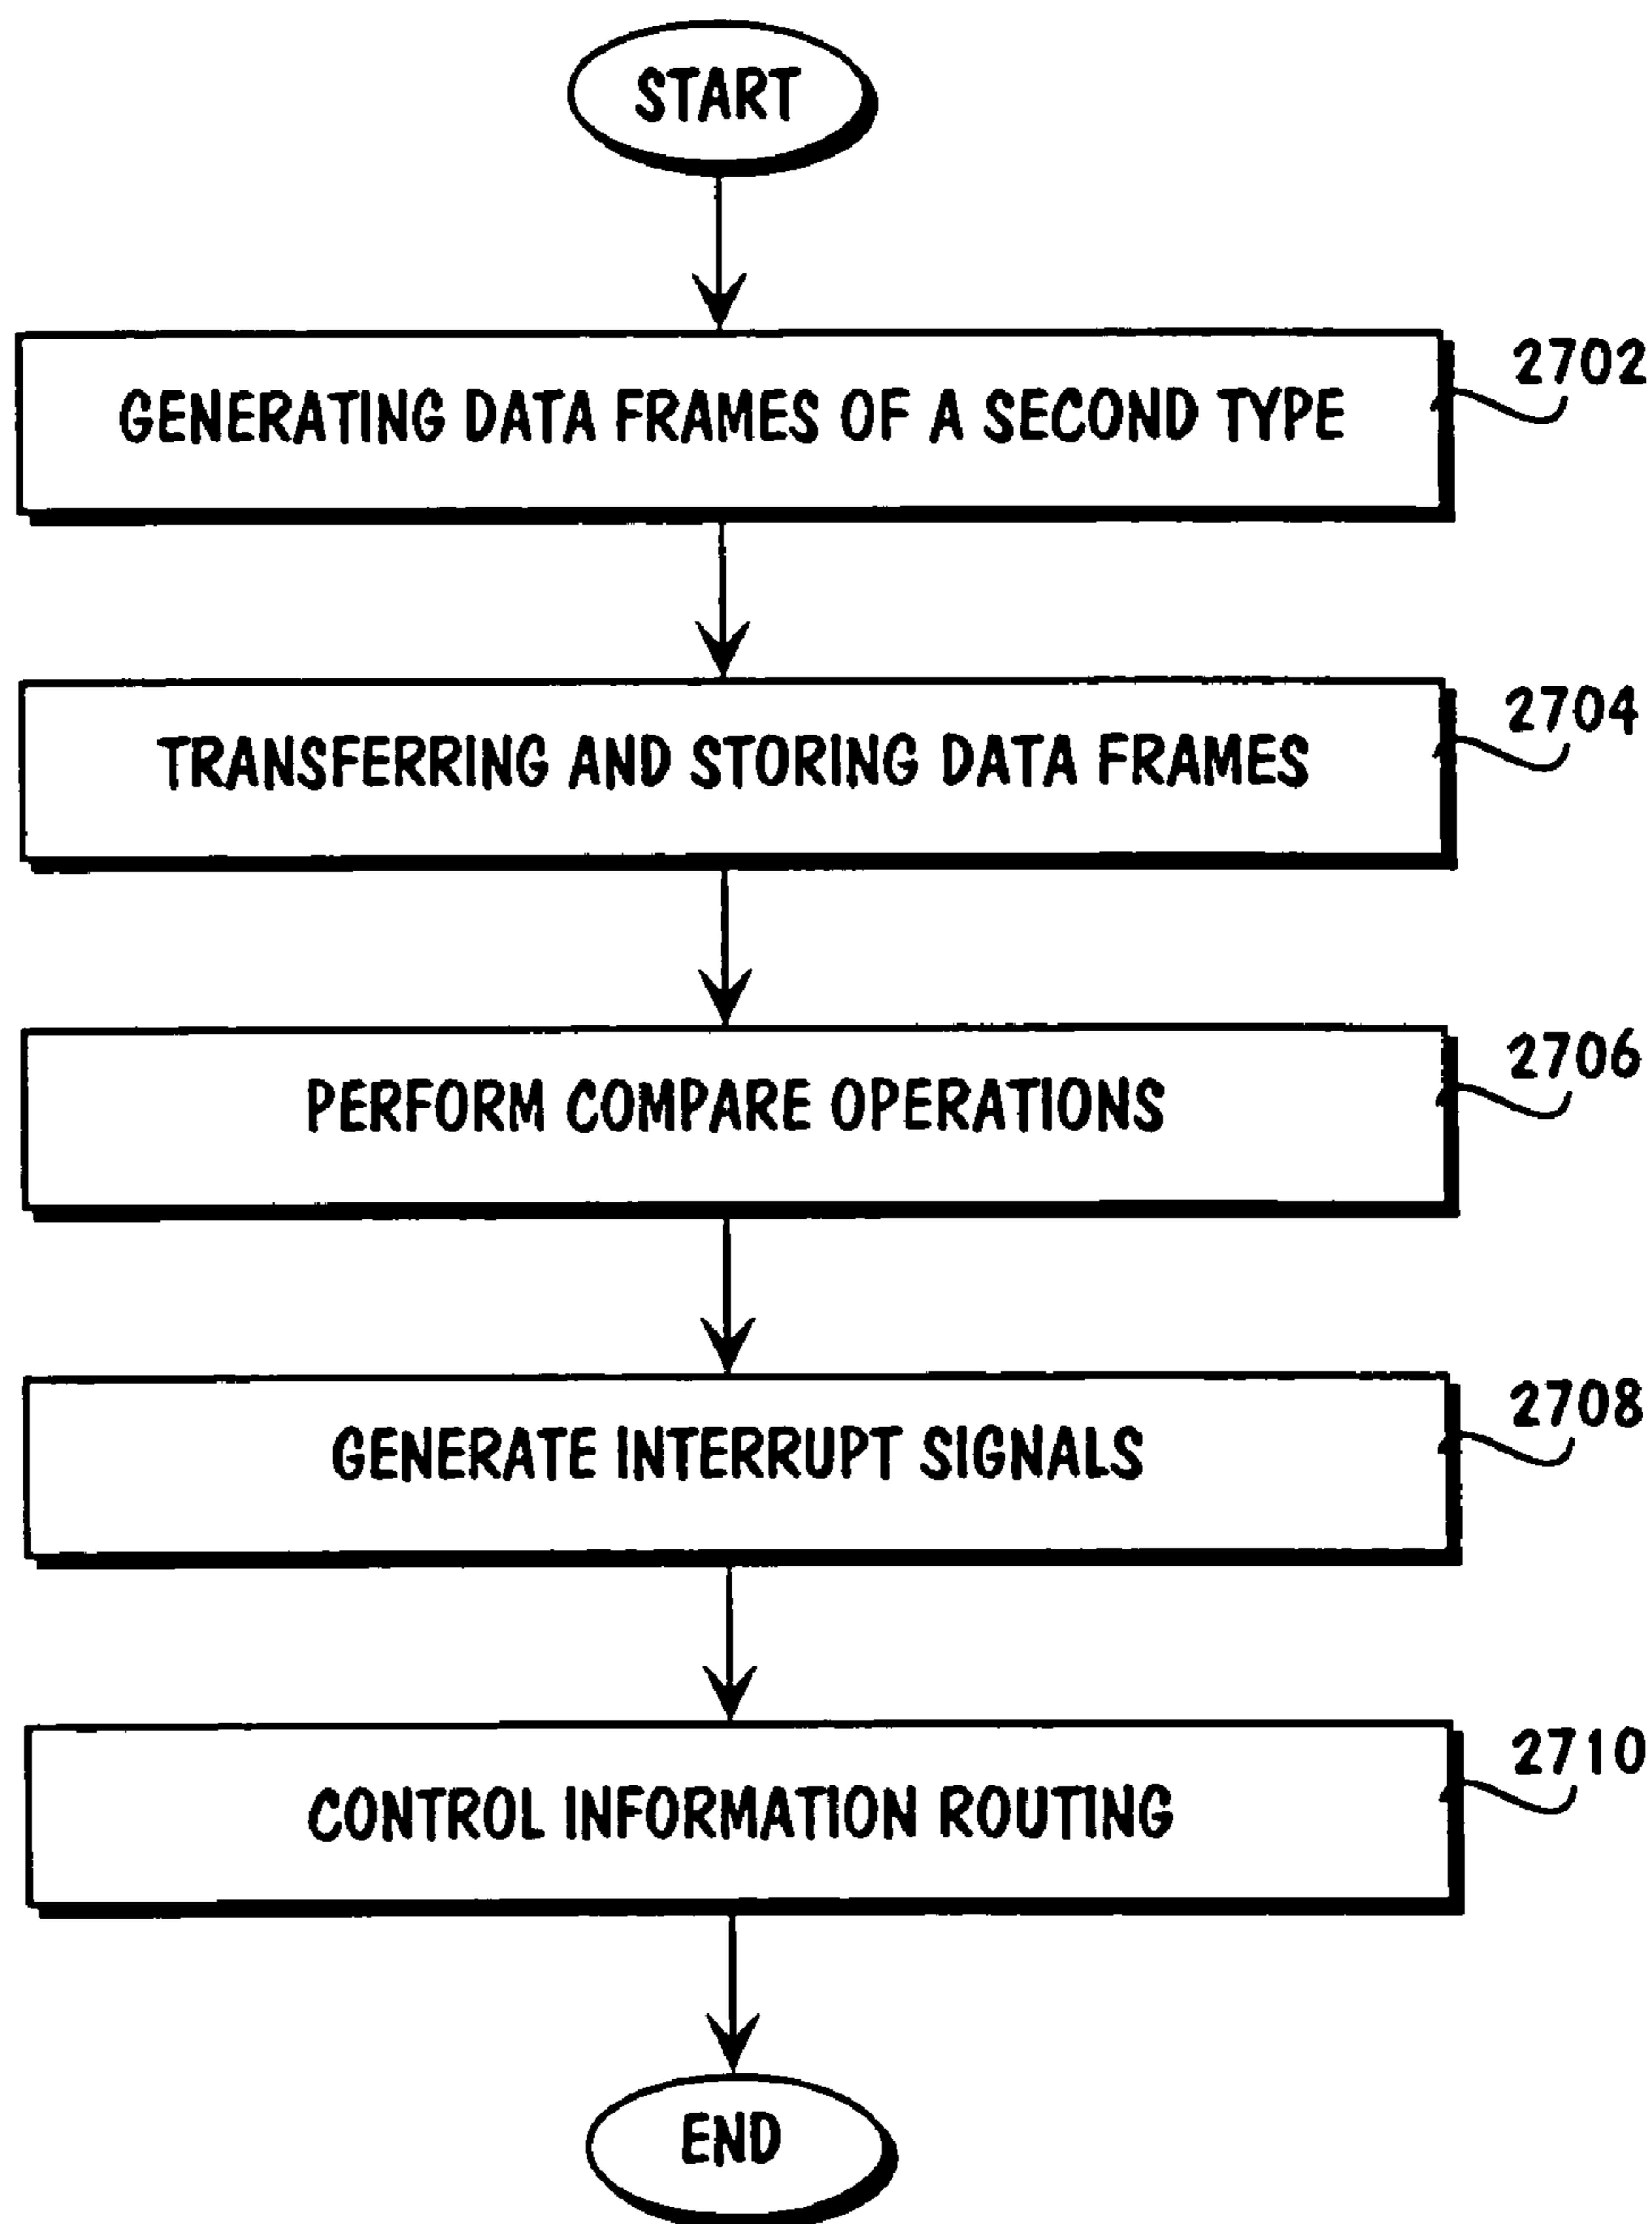 START
GENERATING DATA FRAMES OF A SECOND TYPE
2702
TRANSFERRING AND STORING DATA FRAMES
2704
PERFORM COMPARE OPERATIONS
2706
GENERATE INTERRUPT SIGNALS
2708
CONTROL INFORMATION ROUTING
2710
END